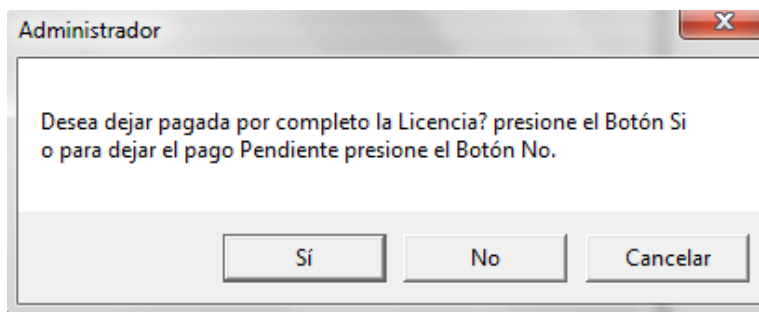 Administrador
Desea dejar pagada por completo la Licencia? presione el Botón Si
o para dejar el pago Pendiente presione el Botón No.
Sí
No
Cancelar